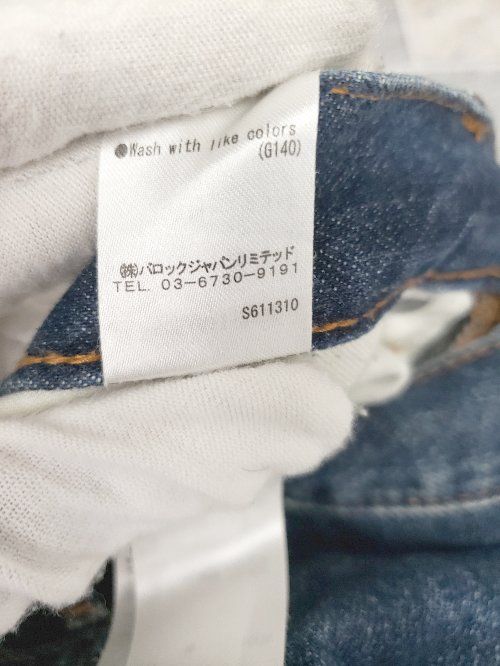 ●Wash with like colors
(G140)
㈱バロックジャパンリミテッド
TEL. 03-6730-9191
S611310